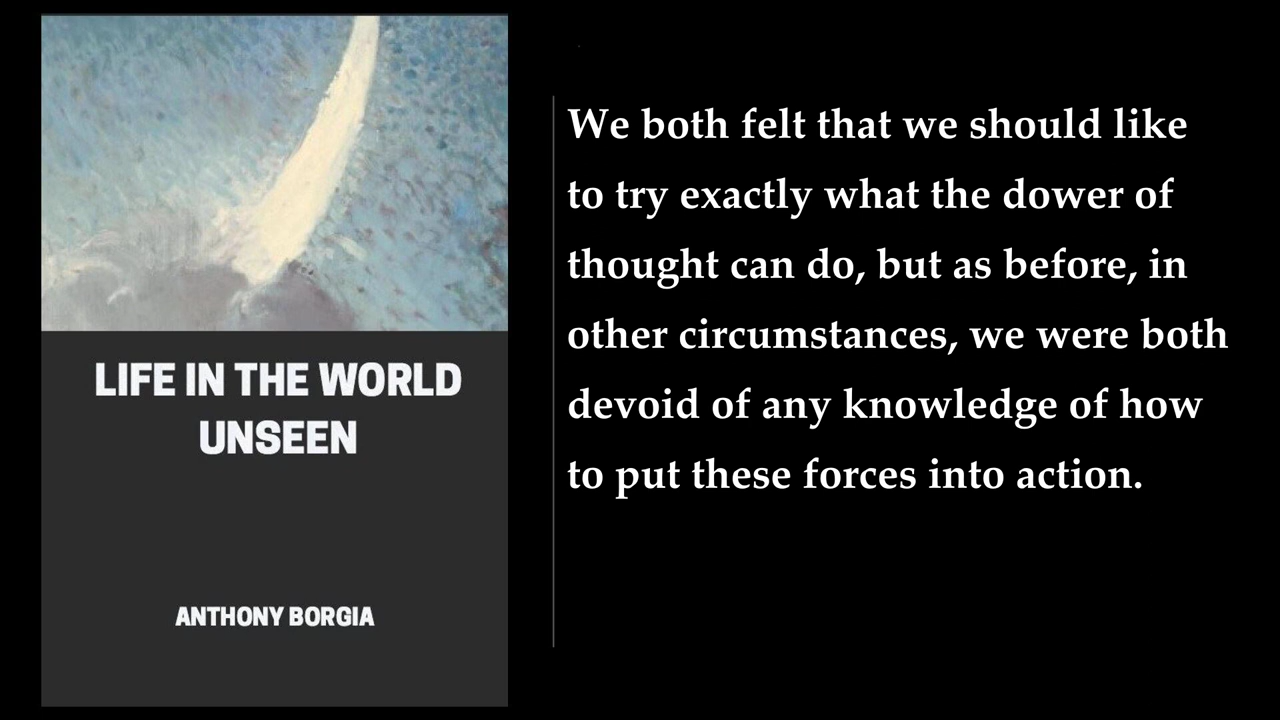 LIFE IN THE WORLD
UNSEEN
ANTHONY BORGIA
We both felt that we should like
to try exactly what the dower of
thought can do, but as before, in
other circumstances, we were both
devoid of any knowledge of how
to put these forces into action.